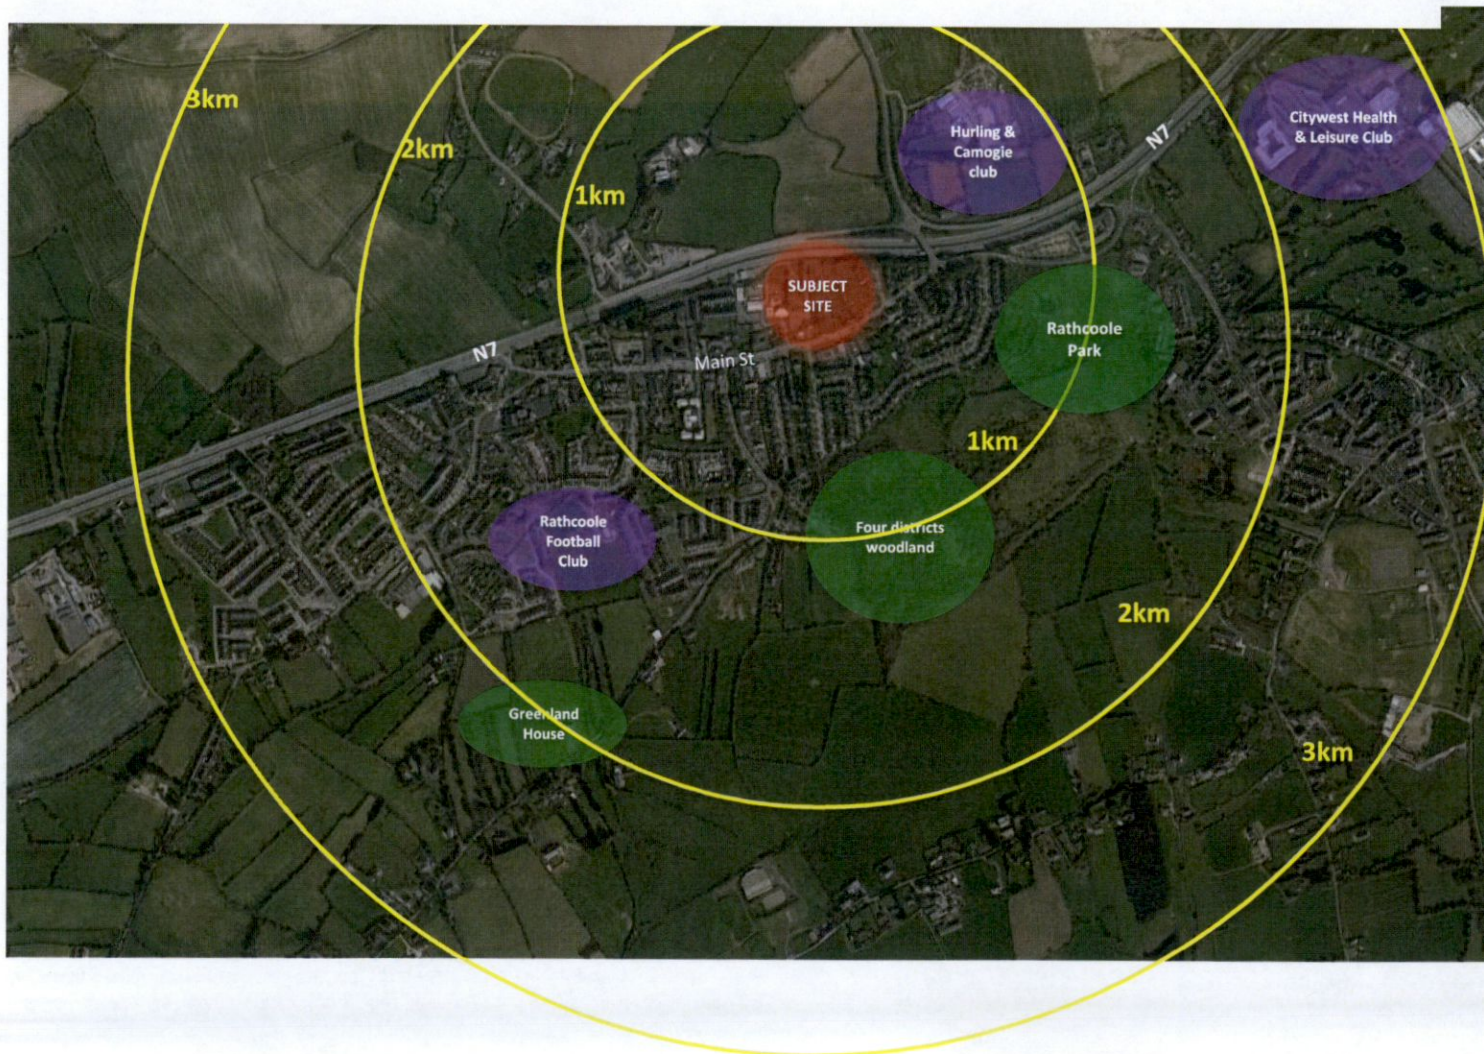 3km
2km
1km
Hurling &
Camogie
club
N7
Citywest Health
& Leisure Club
SUBJECT
SITE
Rathcoole
Park
N7
Main St
1km
Rathcoole
Football
Club
Four districts
woodland
2km
Greenland
House
3km